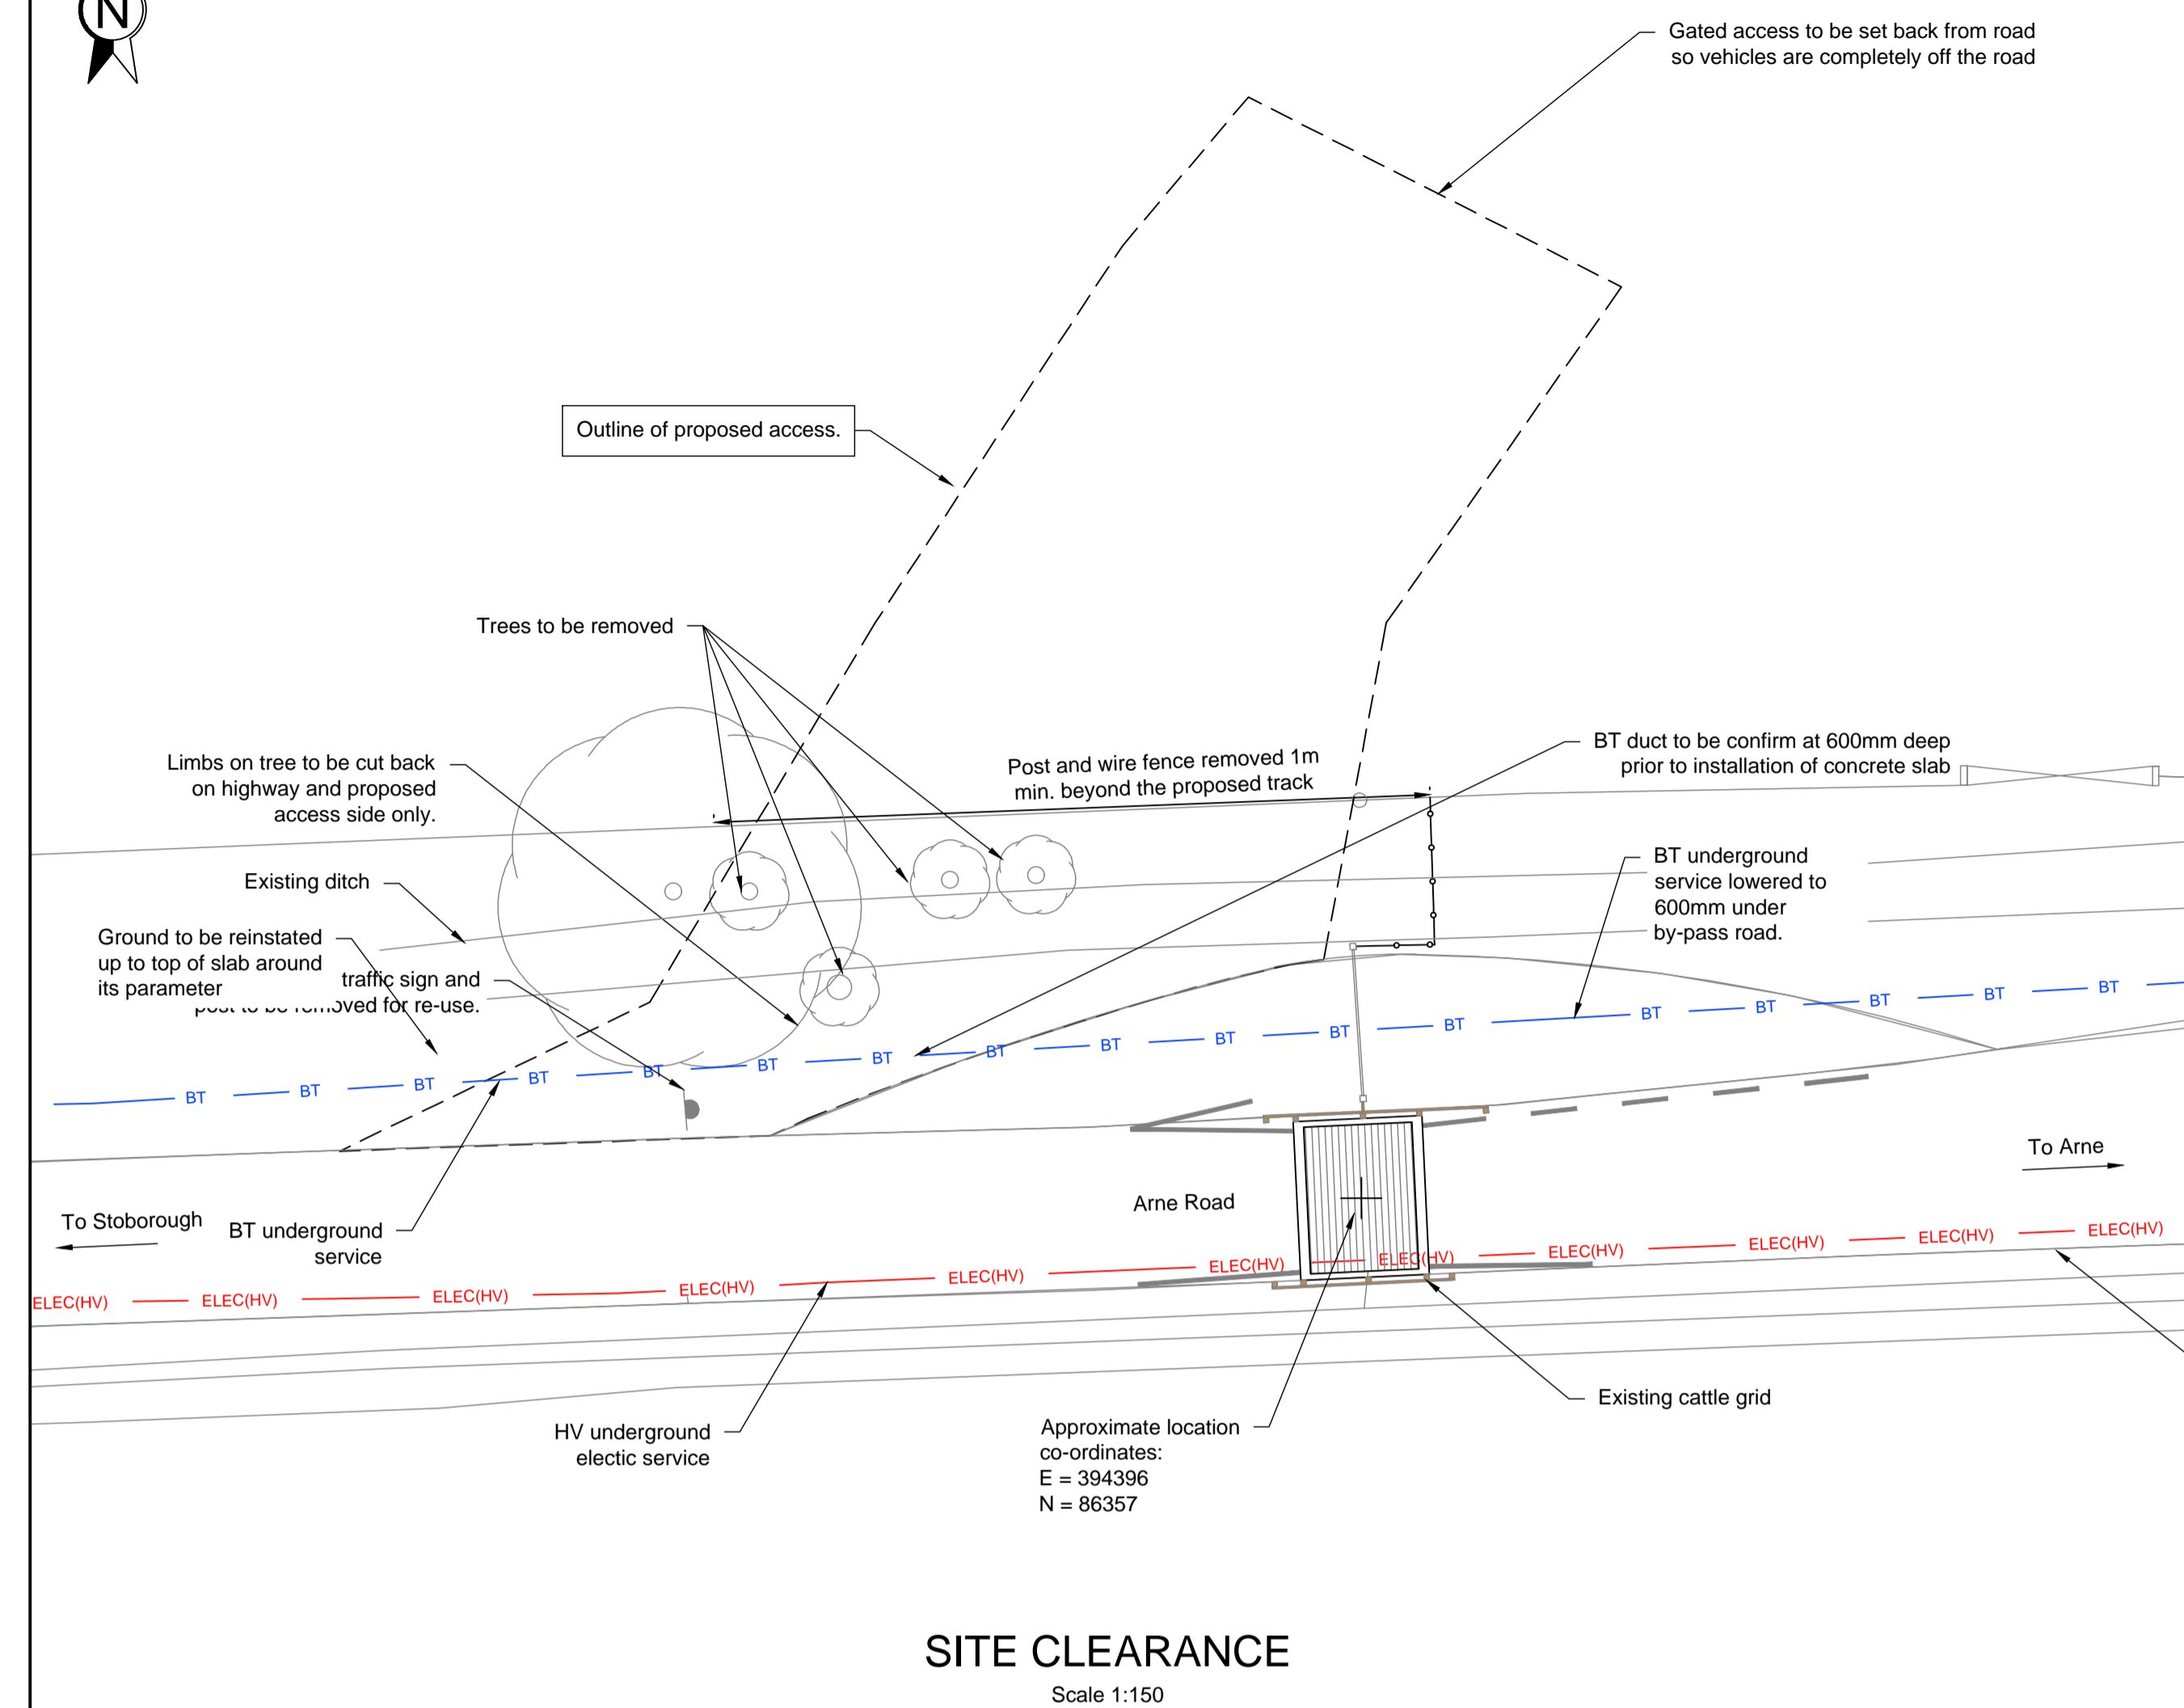 N
Gated access to be set back from road
so vehicles are completely off the road
Outline of proposed access.
Trees to be removed
Limbs on tree to be cut back
on highway and proposed
access side only.
Post and wire fence removed 1m
min. beyond the proposed track
BT duct to be confirm at 600mm deep
prior to installation of concrete slab
BT underground
service lowered to
600mm under
by-pass road.
Existing ditch
Ground to be reinstated
up to top of slab around
its parameter
traffic sign and
post to be removed for re-use.
BT BT BT BT BT BT BT BT BT BT BT BT BT BT BT BT BT
To Arne
Arne Road
To Stoborough
BT underground
service
ELEC(HV) ELEC(HV) ELEC(HV) ELEC(HV) ELEC(HV) ELEC(HV) ELEC(HV) ELEC(HV) ELEC(HV) ELEC(HV) ELEC(HV)
HV underground
electic service
Approximate location
co-ordinates:
E = 394396
N = 86357
Existing cattle grid
SITE CLEARANCE
Scale 1:150